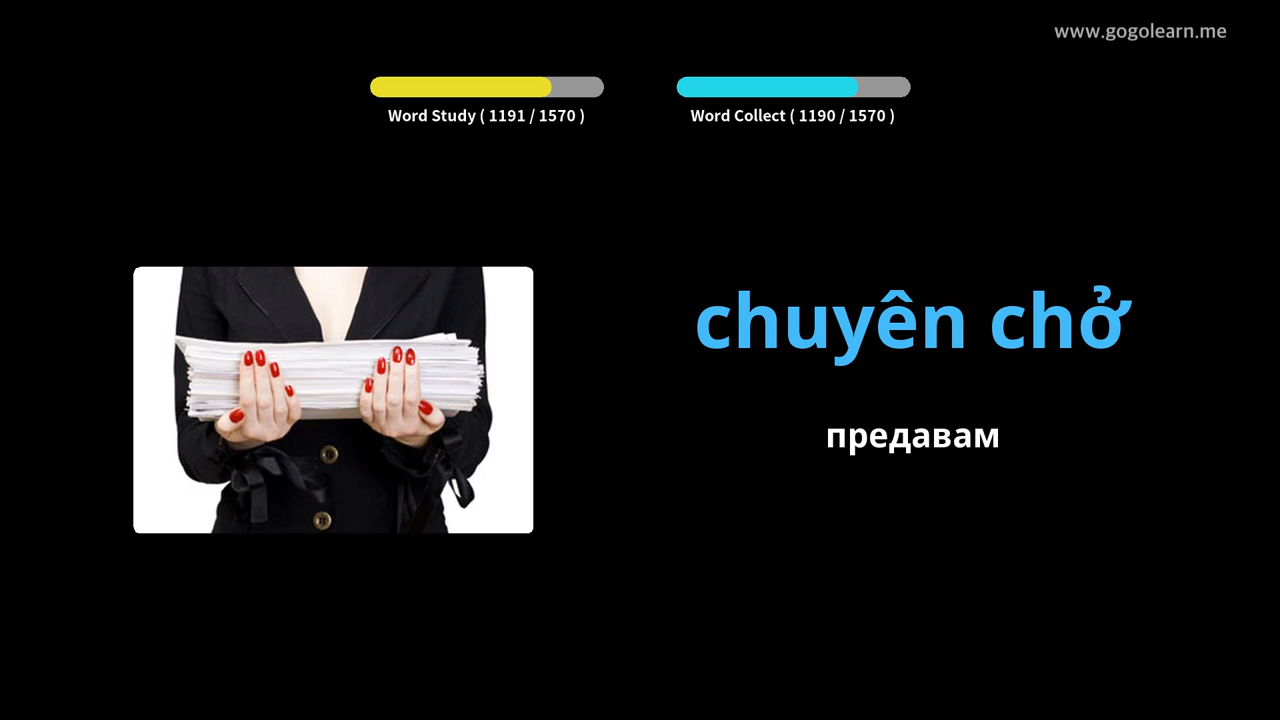 www.gogolearn.me
Word Study ( 1191 / 1570 )
Word Collect ( 1190 / 1570 )
chuyên chở
предавам